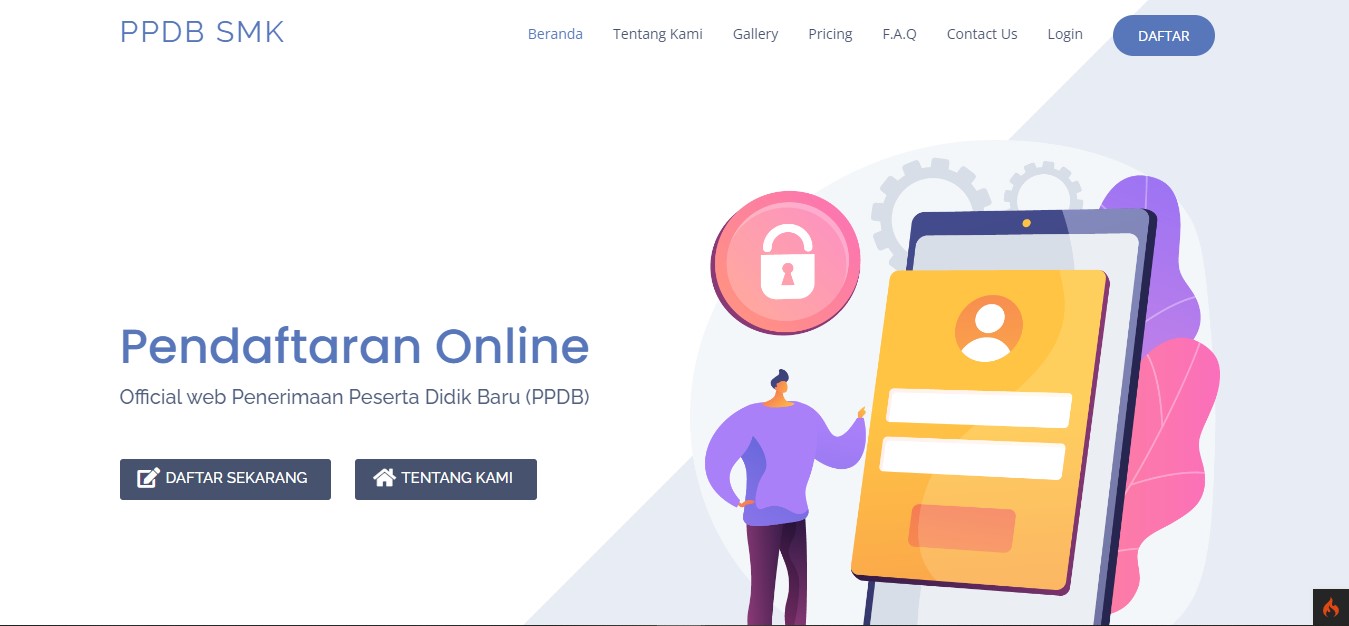 PPDB SMK
Beranda Tentang Kami Gallery Pricing F.A.Q Contact Us Login DAFTAR
Pendaftaran Online
Official web Penerimaan Peserta Didik Baru (PPDB)
DAFTAR SEKARANG TENTANG KAMI